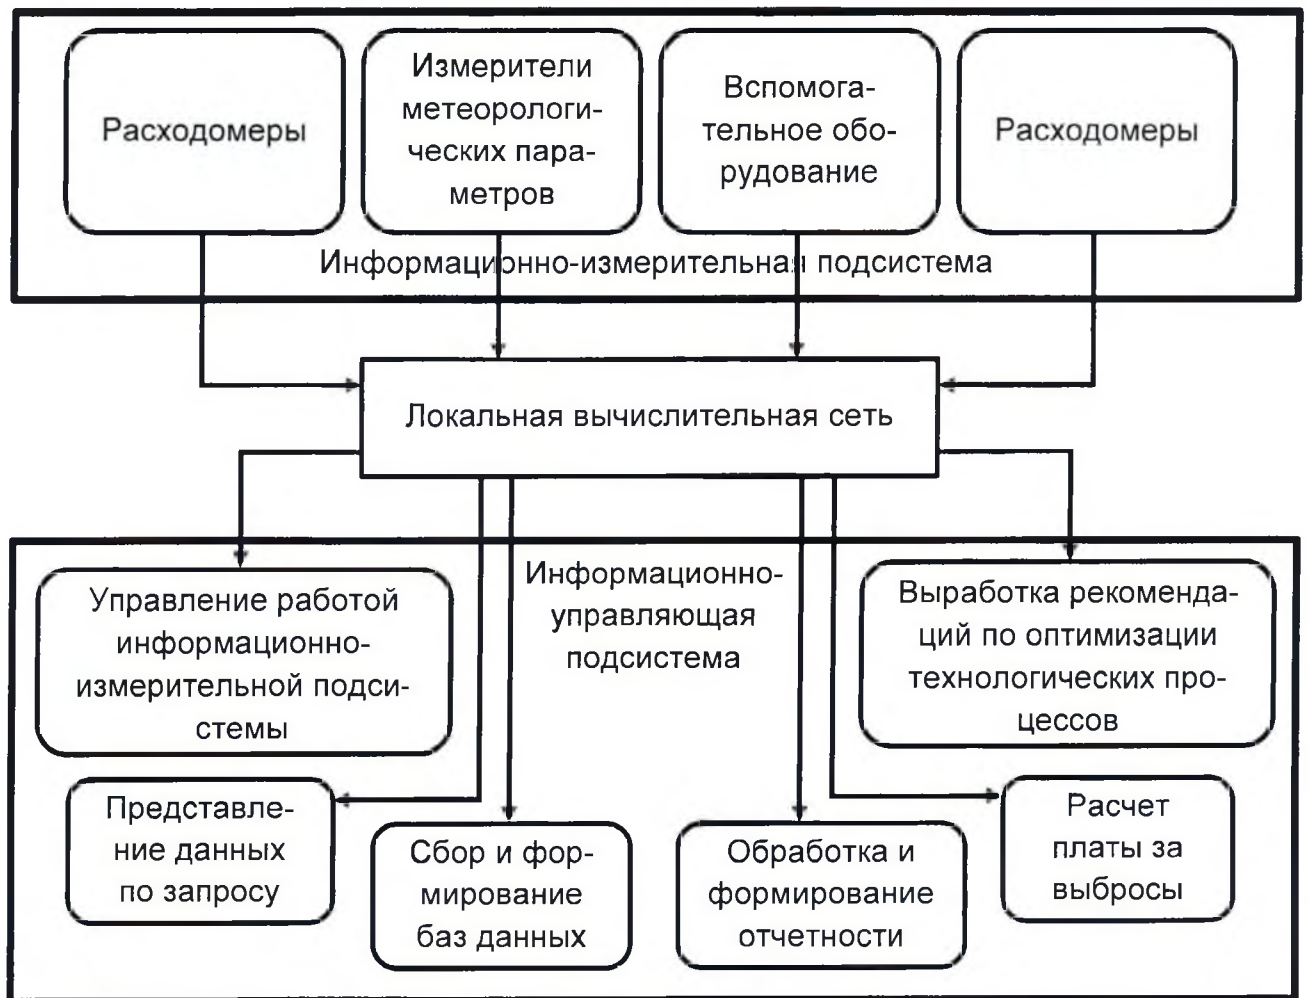 Расходомеры
Измерители
метеорологи-
ческих пара-
метров
Вспомога-
тельное обо-
рудование
Расходомеры
Информационно-измерительная подсистема
Локальная вычислительная сеть
Управление работой
информационно-
измерительной подси-
стемы
Информационно-
управляющая
подсистема
Выработка рекоменда-
ций по оптимизации
технологических про-
цессов
Представле-
ние данных
по запросу
Сбор и фор-
мирование
баз данных
Обработка и
формирование
отчетности
Расчет
платы за
выбросы